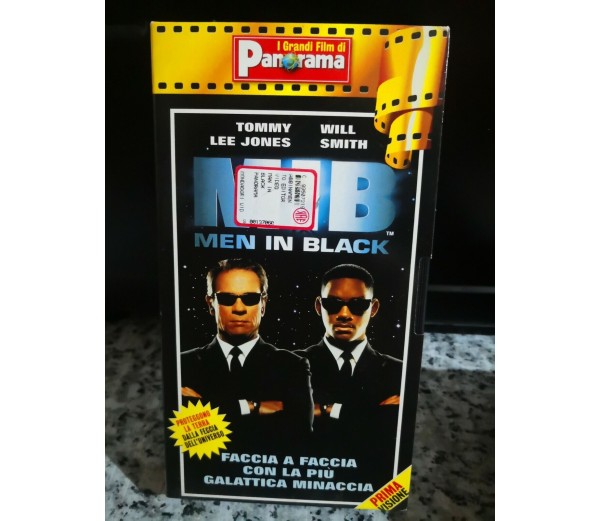 I Grandi Film di
Panorama
TOMMY WILL
LEE JONES SMITH
MIB
™
MEN IN BLACK
PROTEGGONO
LA TERRA
DALLA FECCIA
DELL'UNIVERSO
FACCIA A FACCIA
CON LA PIÙ
GALATTICA MINACCIA
PRIMA
VISIONE